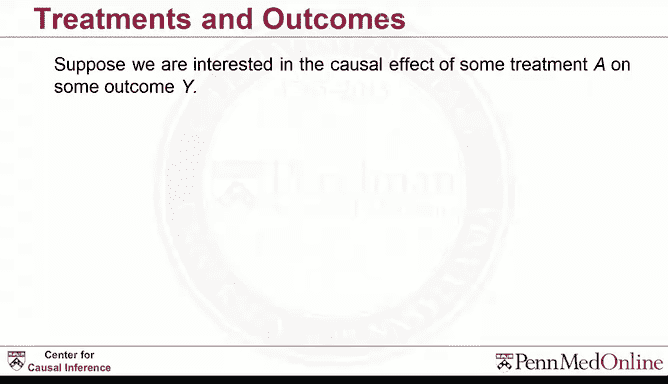 Treatments and Outcomes
Suppose we are interested in the causal effect of some treatment A on
some outcome Y.
Center for
Causal Inference
PennMedOnline